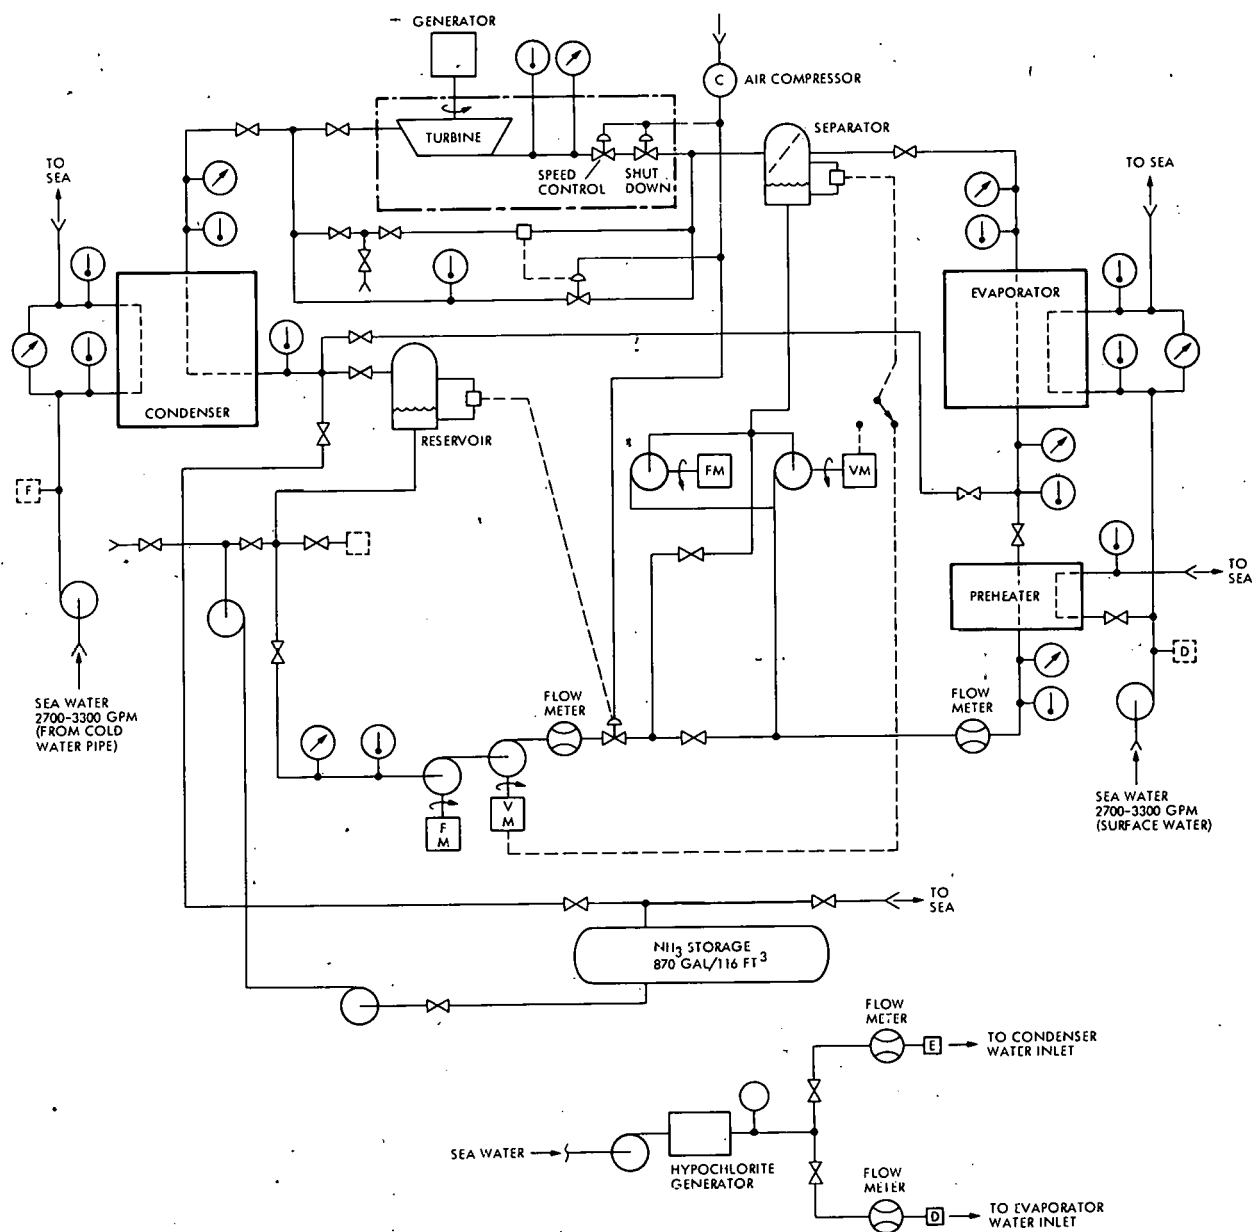 GENERATOR
C
AIR COMPRESSOR
TURBINE
SEPARATOR
SPEED
CONTROL
SHUT
DOWN
TO
SEA
TO SEA
EVAPORATOR
CONDENSER
RESERVOIR
FM
VM
F
PREHEATER
TO
SEA
D
SEA WATER
2700-3300 GPM
(FROM COLD
WATER PIPE)
FLOW
METER
FLOW
METER
F
M
V
M
SEA WATER
2700-3300 GPM
(SURFACE WATER)
TO
SEA
NH3 STORAGE
870 GAL/116 FT3
FLOW
METER
E
TO CONDENSER
WATER INLET
SEA WATER
HYPOCHLORITE
GENERATOR
FLOW
METER
D
TO EVAPORATOR
WATER INLET